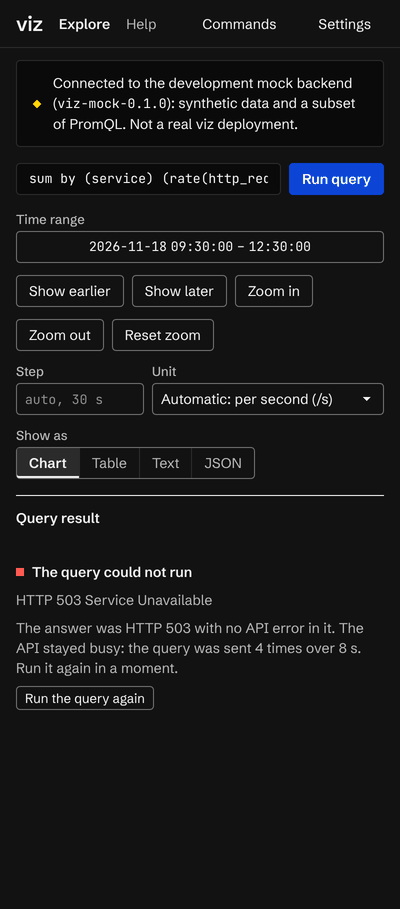 viz Explore Help Commands Settings
Connected to the development mock backend
(viz-mock-0.1.0): synthetic data and a subset
of PromQL. Not a real viz deployment.
sum by (service) (rate(http_rec Run query
Time range
2026-11-18 09:30:00 – 12:30:00
Show earlier Show later Zoom in
Zoom out Reset zoom
Step Unit
auto, 30 s Automatic: per second (/s)
Show as
Chart Table Text JSON
Query result
The query could not run
HTTP 503 Service Unavailable
The answer was HTTP 503 with no API error in it. The
API stayed busy: the query was sent 4 times over 8 s.
Run it again in a moment.
Run the query again